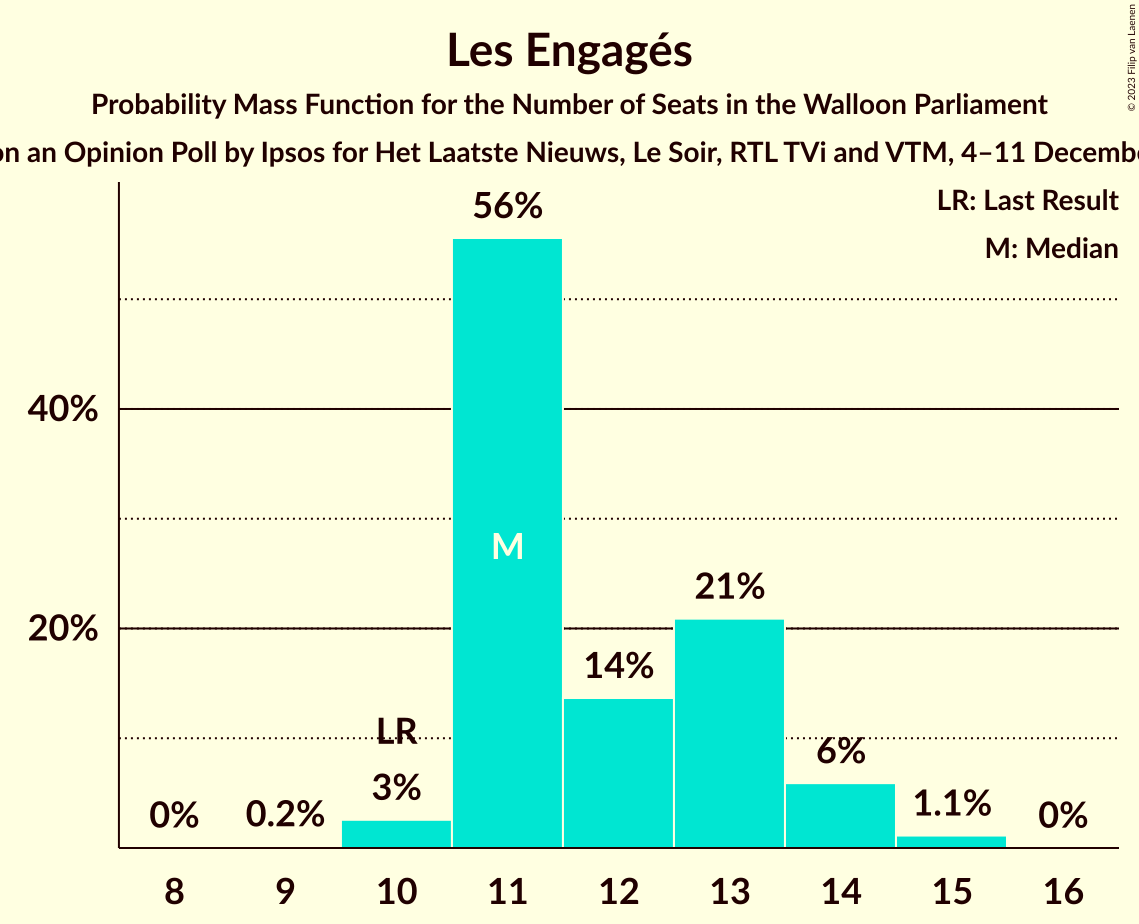 Les Engagés
Probability Mass Function for the Number of Seats in the Walloon Parliament
on an Opinion Poll by Ipsos for Het Laatste Nieuws, Le Soir, RTL TVi and VTM, 4–11
© 2023 Filip van Laenen
LR: Last Result
M: Median
56%
40%
M
21%
20%
14%
LR
6%
3%
1.1%
0%
0.2%
0%
8 9 10 11 12 13 14 15 16